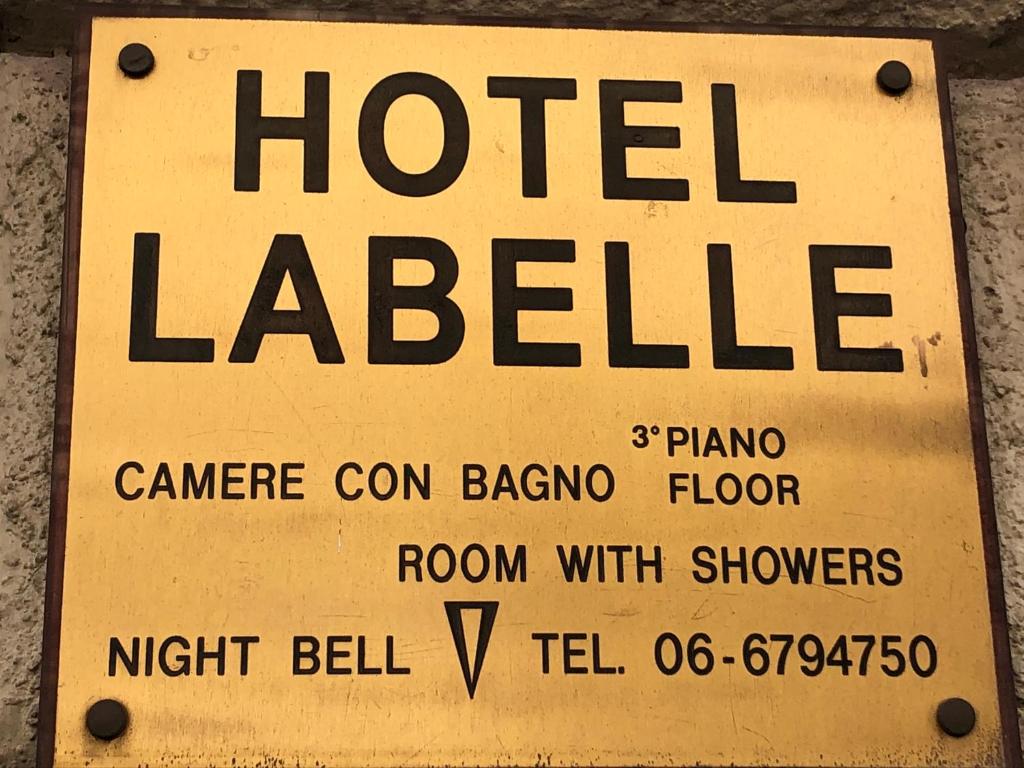 HOTEL
LABELLE
3° PIANO
CAMERE CON BAGNO FLOOR
ROOM WITH SHOWERS
NIGHT BELL TEL. 06-6794750